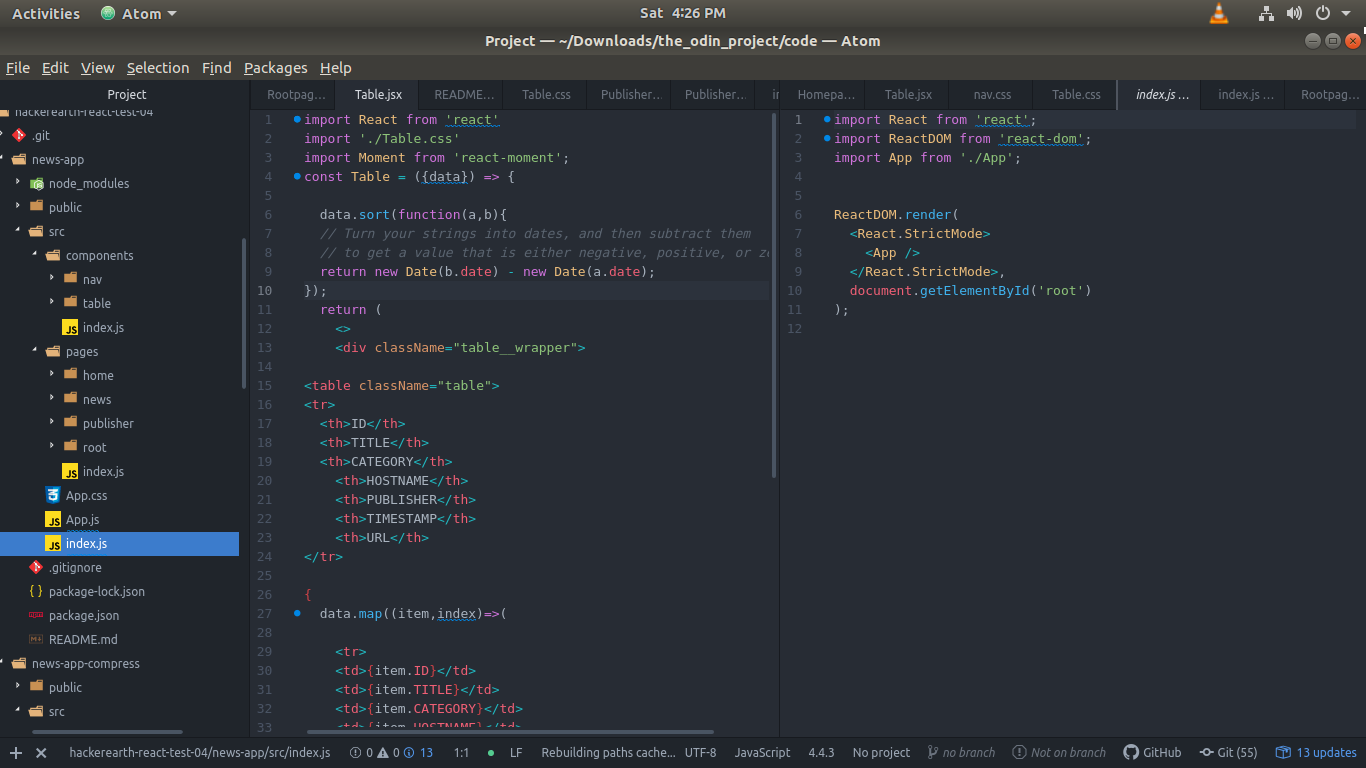 Activities Atom Sat 4:26 PM
Project — ~/Downloads/the_odin_project/code — Atom
File Edit View Selection Find Packages Help
Project
hackerearth-react-test-04
.git
news-app
node_modules
public
src
components
nav
table
index.js
pages
home
news
publisher
root
index.js
App.css
App.js
index.js
.gitignore
package-lock.json
package.json
README.md
news-app-compress
public
src
Rootpag... Table.jsx README... Table.css Publisher... Publisher... in
1 import React from 'react'
2 import './Table.css'
3 import Moment from 'react-moment';
4 const Table = ({data}) => {
5
6 data.sort(function(a,b){
7 // Turn your strings into dates, and then subtract them
8 // to get a value that is either negative, positive, or ze
9 return new Date(b.date) - new Date(a.date);
10 });
11 return (
12 <>
13 <div className="table__wrapper">
14
15 <table className="table">
16 <tr>
17 <th>ID</th>
18 <th>TITLE</th>
19 <th>CATEGORY</th>
20 <th>HOSTNAME</th>
21 <th>PUBLISHER</th>
22 <th>TIMESTAMP</th>
23 <th>URL</th>
24 </tr>
25
26 {
27 data.map((item,index)=>(
28
29 <tr>
30 <td>{item.ID}</td>
31 <td>{item.TITLE}</td>
32 <td>{item.CATEGORY}</td>
33 <td>{item.HOSTNAME}</td>
Homepa... Table.jsx nav.css Table.css index.js ... index.js ... Rootpag...
1 import React from 'react';
2 import ReactDOM from 'react-dom';
3 import App from './App';
4
5
6 ReactDOM.render(
7 <React.StrictMode>
8 <App />
9 </React.StrictMode>,
10 document.getElementById('root')
11 );
12
hackerearth-react-test-04/news-app/src/index.js 0 0 13 1:1 LF Rebuilding paths cache... UTF-8 JavaScript 4.4.3 No project no branch Not on branch GitHub Git (55) 13 updates